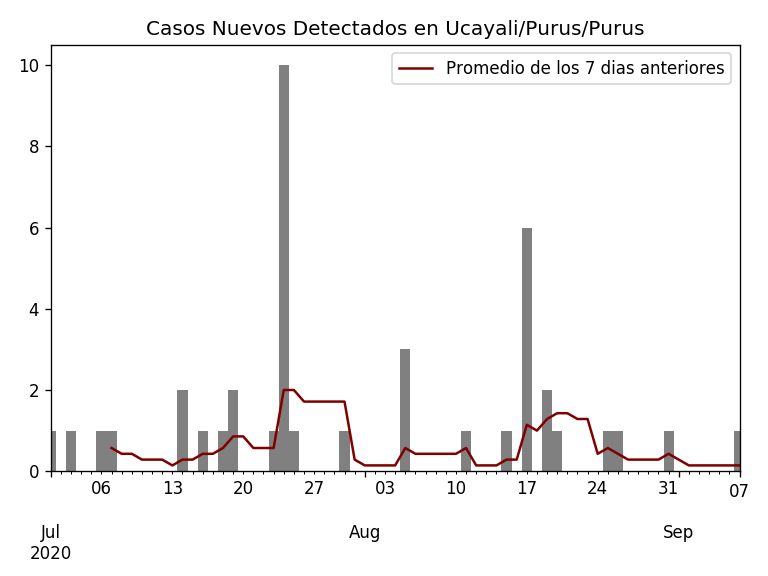 Casos Nuevos Detectados en Ucayali/Purus/Purus
Promedio de los 7 dias anteriores
10
8
6
4
2
0
06 13 20 27 03 10 17 24 31 07
Jul Aug Sep
2020